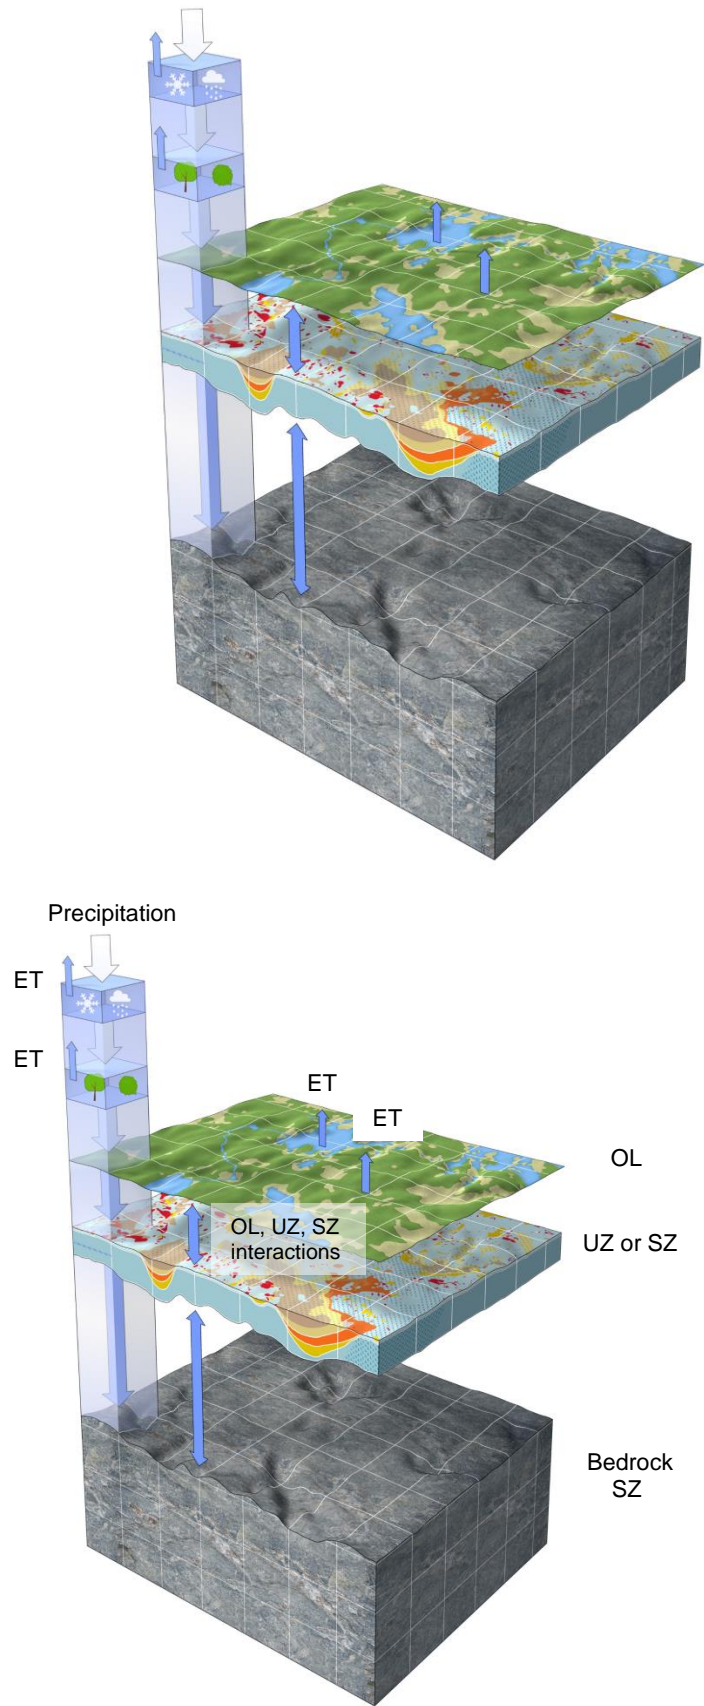 Precipitation
ET
ET
ET
ET
OL
OL, UZ, SZ
interactions
UZ or SZ
Bedrock
SZ